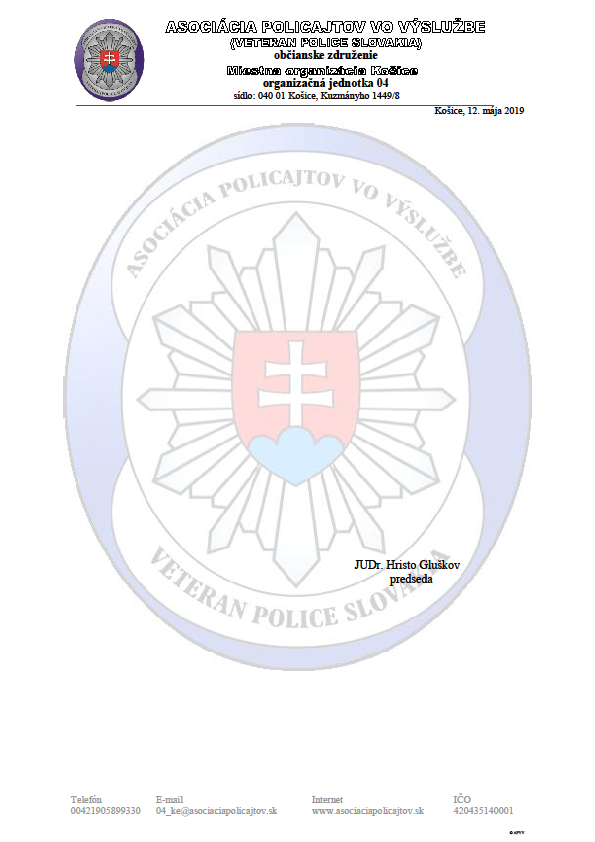 ASOCIÁCIA POLICAJTOV VO VÝSLUŽBE
(VETERAN POLICE SLOVAKIA)
občianske združenie
Miestna organizácia Košice
organizačná jednotka 04
sídlo: 040 01 Košice, Kuzmányho 1449/8
Košice, 12. mája 2019
ASOCIÁCIA POLICAJTOV VO VÝSLUŽBE
JUDr. Hristo Gluškov
predseda
VETERAN POLICE SLOVAKIA
Telefón E-mail Internet IČO
00421905899330 04_ke@asociaciapolicajtov.sk www.asociaciapolicajtov.sk 420435140001